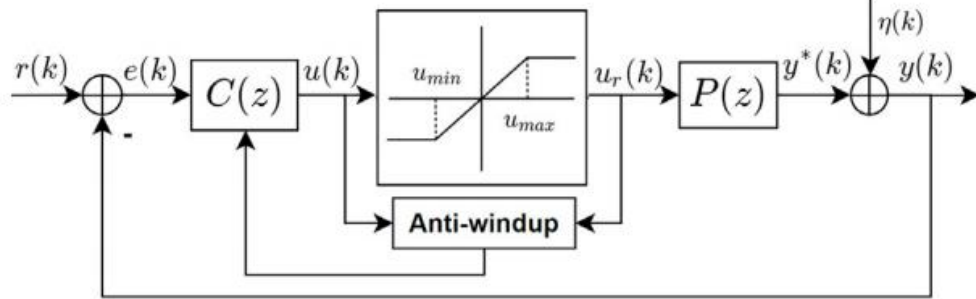 η(k)
r(k) e(k) C(z) u(k) u_min u_max u_r(k) P(z) y*(k) y(k)
-
Anti-windup